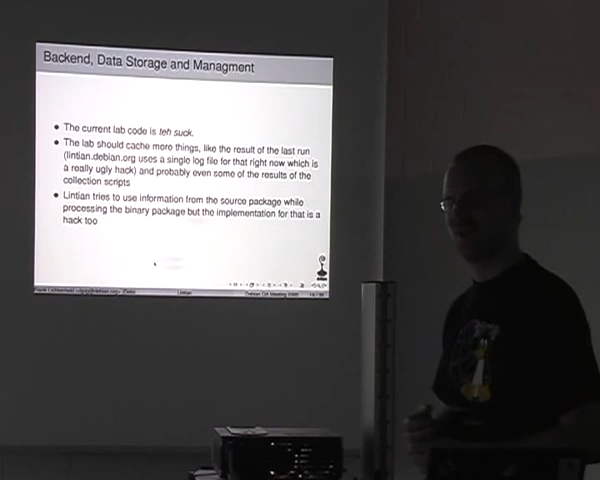 Backend, Data Storage and Managment
• The current lab code is teh suck.
• The lab should cache more things, like the result of the last run
(lintian.debian.org uses a single log file for that right now which is
a really ugly hack) and probably even some of the results of the
collection scripts
• Lintian tries to use information from the source package while
processing the binary package but the implementation for that is a
hack too
Lintian
Debian QA Meeting